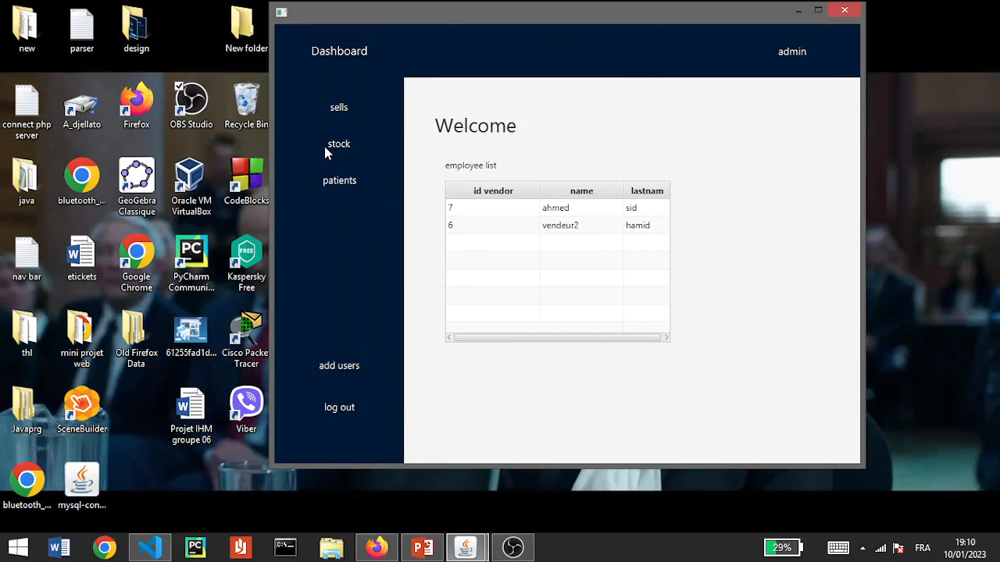 new
parser
design
New folder
connect php
server
A_djellato
Firefox
OBS Studio
Recycle Bin
java
bluetooth_...
GeoGebra
Classique
Oracle VM
VirtualBox
CodeBlocks
nav bar
etickets
Google
Chrome
PyCharm
Communi...
Kaspersky
Free
thl
mini projet
web
Old Firefox
Data
61255fad1d...
Cisco Packet
Tracer
Javaprg
SceneBuilder
Projet IHM
groupe 06
Viber
bluetooth_...
mysql-con...
Dashboard
admin
sells
stock
patients
add users
log out
Welcome
employee list
id vendor name lastnam
7 ahmed sid
6 vendeur2 hamid
29%
FRA
19:10
10/01/2023